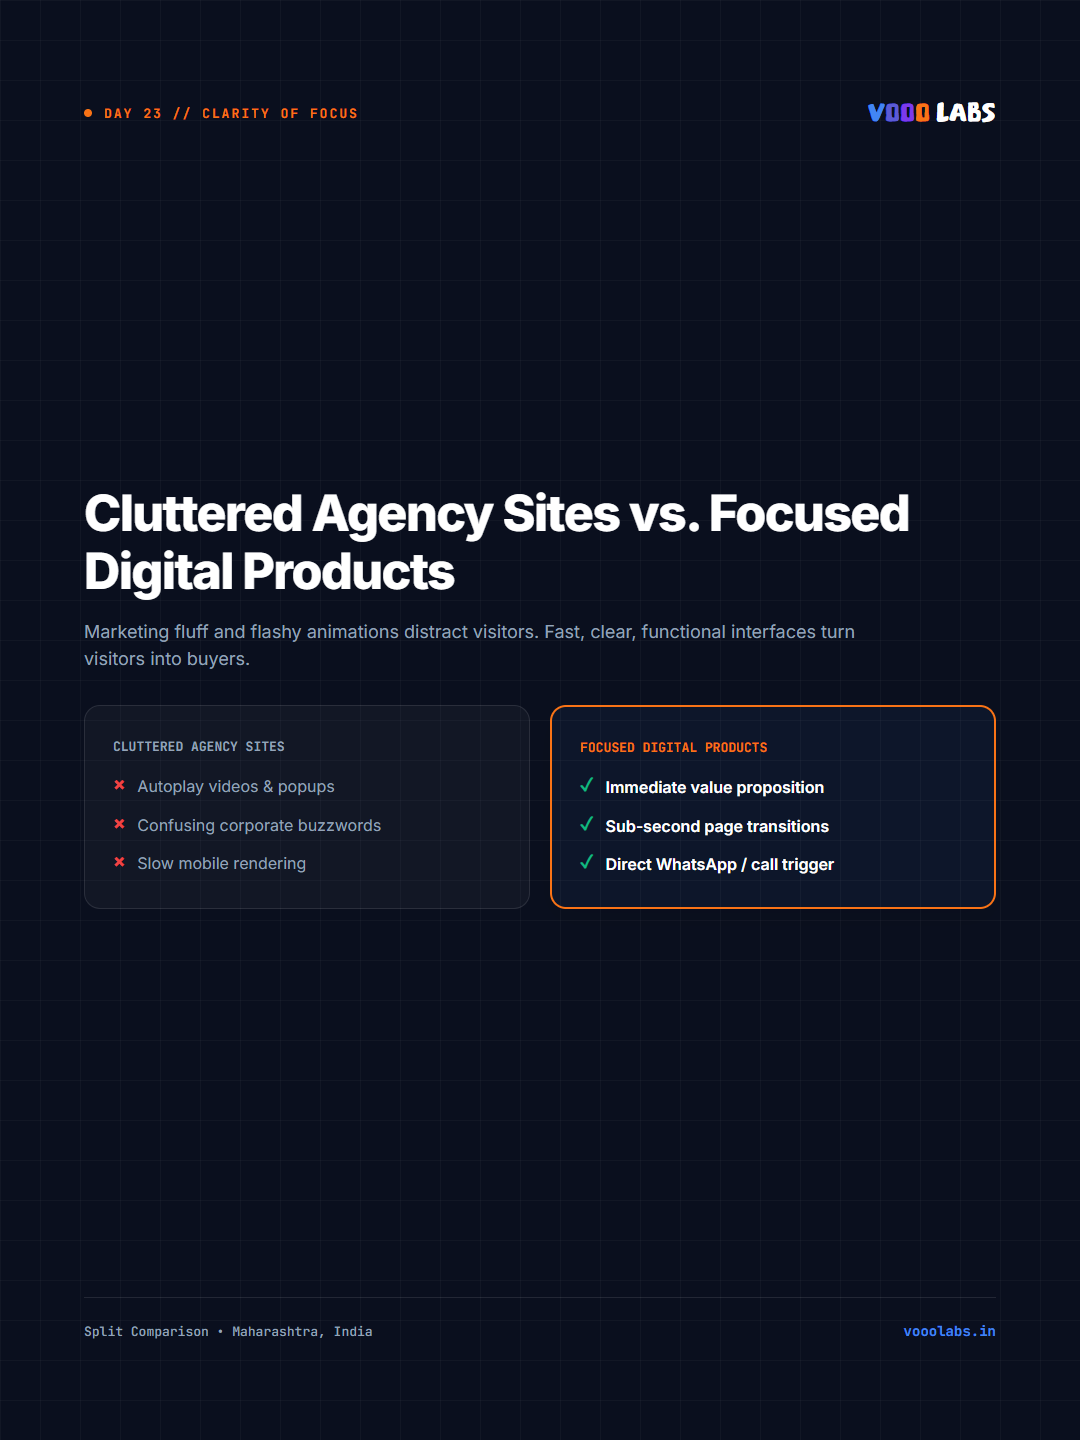 DAY 23 // CLARITY OF FOCUS
VOOO LABS
Cluttered Agency Sites vs. Focused
Digital Products
Marketing fluff and flashy animations distract visitors. Fast, clear, functional interfaces turn
visitors into buyers.
CLUTTERED AGENCY SITES
✖ Autoplay videos & popups
✖ Confusing corporate buzzwords
✖ Slow mobile rendering
FOCUSED DIGITAL PRODUCTS
✓ Immediate value proposition
✓ Sub-second page transitions
✓ Direct WhatsApp / call trigger
Split Comparison • Maharashtra, India
vooolabs.in